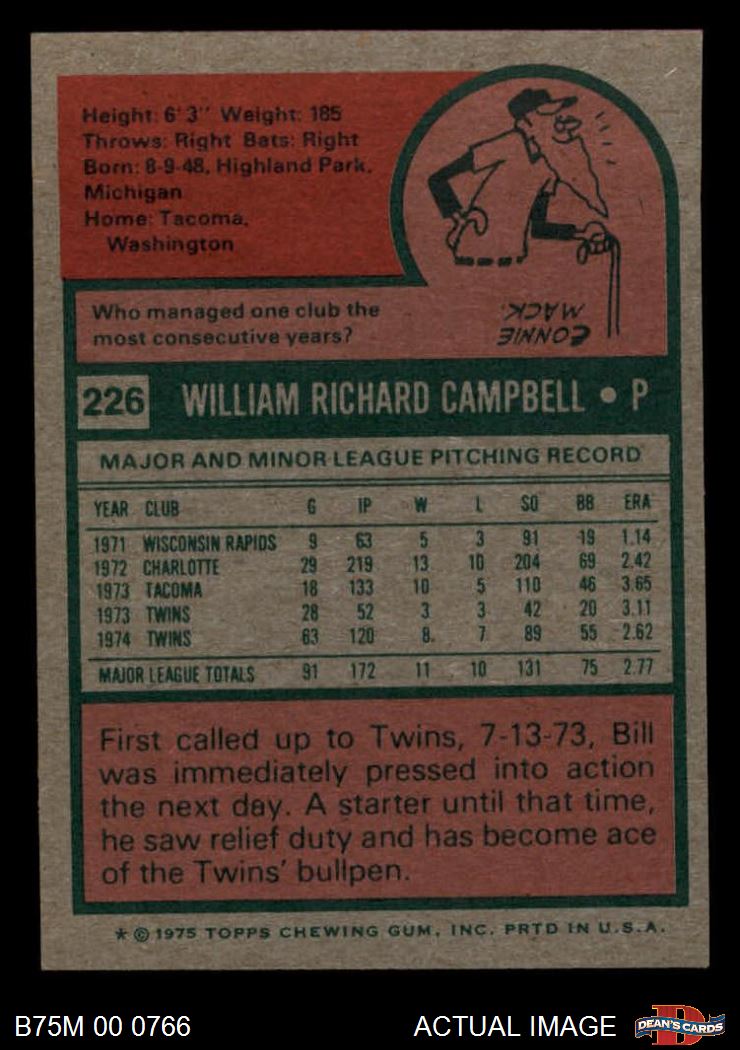 Height: 6'3" Weight: 185
Throws: Right Bats: Right
Born: 8-9-48, Highland Park,
Michigan
Home: Tacoma,
Washington
Who managed one club the
most consecutive years?
CONNIE
MACK.
226 WILLIAM RICHARD CAMPBELL • P
MAJOR AND MINOR LEAGUE PITCHING RECORD
YEAR CLUB G IP W L SO BB ERA
1971 WISCONSIN RAPIDS 9 63 5 3 91 19 1.14
1972 CHARLOTTE 29 219 13 10 204 69 2.42
1973 TACOMA 18 133 10 5 110 46 3.65
1973 TWINS 28 52 3 3 42 20 3.11
1974 TWINS 63 120 8. 7 89 55 2.62
MAJOR LEAGUE TOTALS 91 172 11 10 131 75 2.77
First called up to Twins, 7-13-73, Bill
was immediately pressed into action
the next day. A starter until that time,
he saw relief duty and has become ace
of the Twins' bullpen.
* © 1975 TOPPS CHEWING GUM, INC. PRTD IN U.S.A.
B75M 00 0766 ACTUAL IMAGE D DEAN'S CARDS